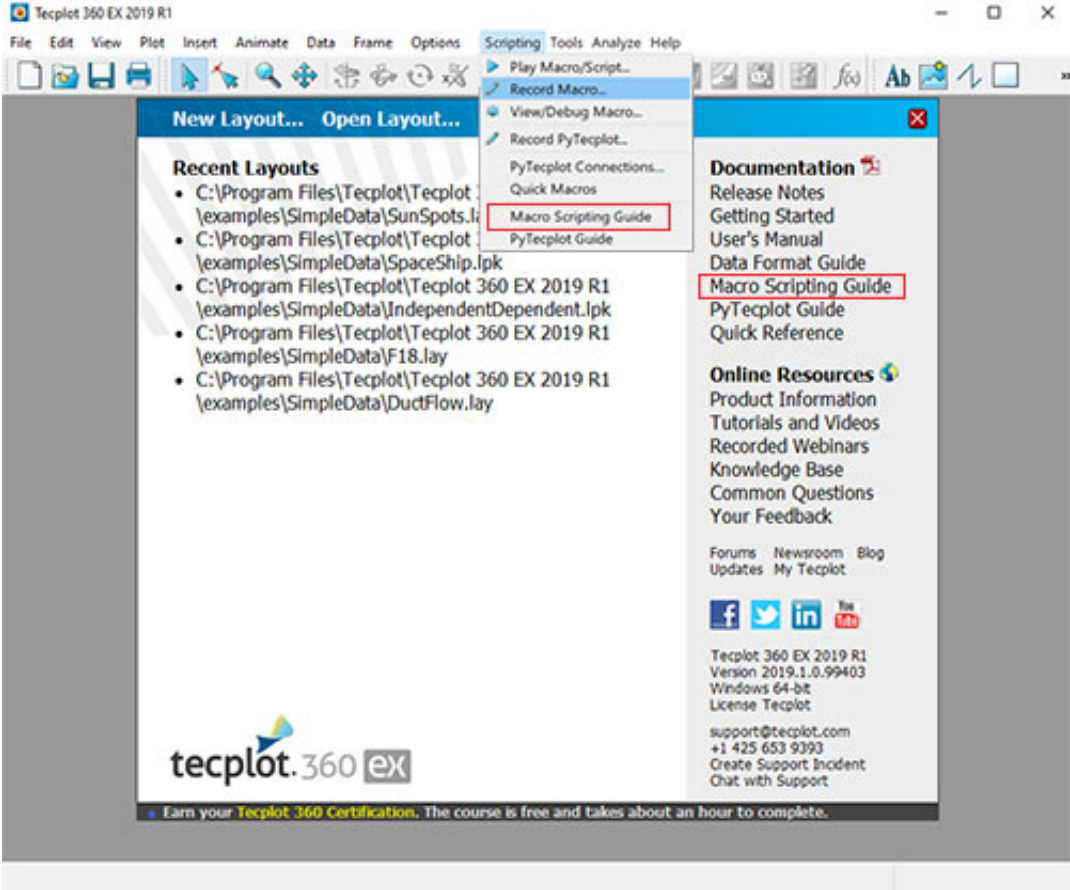 Tecplot 360 EX 2019 R1
File Edit View Plot Insert Animate Data Frame Options Scripting Tools Analyze Help
Play Macro/Script...
Record Macro...
View/Debug Macro...
Record PyTecplot...
PyTecplot Connections...
Quick Macros
Macro Scripting Guide
PyTecplot Guide
f(x) Ab
New Layout... Open Layout...
Recent Layouts
• C:\Program Files\Tecplot\Tecplot
\examples\SimpleData\SunSpots.la
• C:\Program Files\Tecplot\Tecplot
\examples\SimpleData\SpaceShip.lpk
• C:\Program Files\Tecplot\Tecplot 360 EX 2019 R1
\examples\SimpleData\IndependentDependent.lpk
• C:\Program Files\Tecplot\Tecplot 360 EX 2019 R1
\examples\SimpleData\F18.lay
• C:\Program Files\Tecplot\Tecplot 360 EX 2019 R1
\examples\SimpleData\DuctFlow.lay
Documentation
Release Notes
Getting Started
User's Manual
Data Format Guide
Macro Scripting Guide
PyTecplot Guide
Quick Reference
Online Resources
Product Information
Tutorials and Videos
Recorded Webinars
Knowledge Base
Common Questions
Your Feedback
Forums Newsroom Blog
Updates My Tecplot
f in You Tube
Tecplot 360 EX 2019 R1
Version 2019.1.0.99403
Windows 64-bit
License Tecplot
support@tecplot.com
+1 425 653 9393
Create Support Incident
Chat with Support
tecplot. 360 ex
Earn your Tecplot 360 Certification. The course is free and takes about an hour to complete.